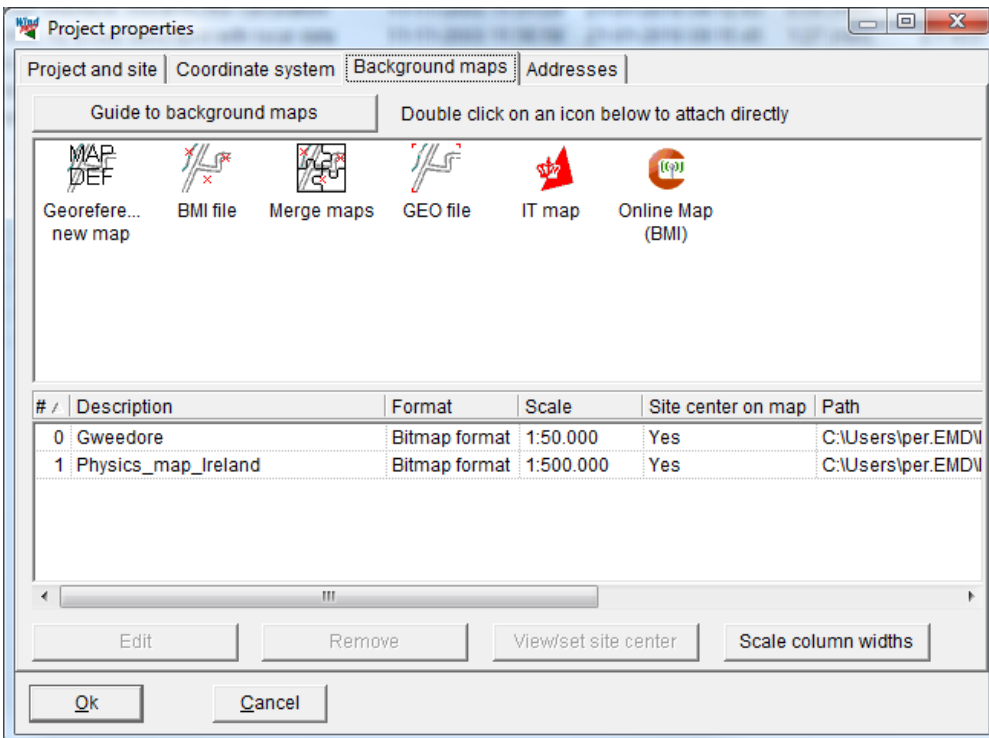 Project properties
Project and site Coordinate system Background maps Addresses
Guide to background maps Double click on an icon below to attach directly
MAP
DEF
Georefere... BMI file Merge maps GEO file IT map Online Map
new map (BMI)
# Description Format Scale Site center on map Path
0 Gweedore Bitmap format 1:50.000 Yes C:\Users\per.EMD\
1 Physics_map_Ireland Bitmap format 1:500.000 Yes C:\Users\per.EMD\
Edit Remove View/set site center Scale column widths
Ok Cancel